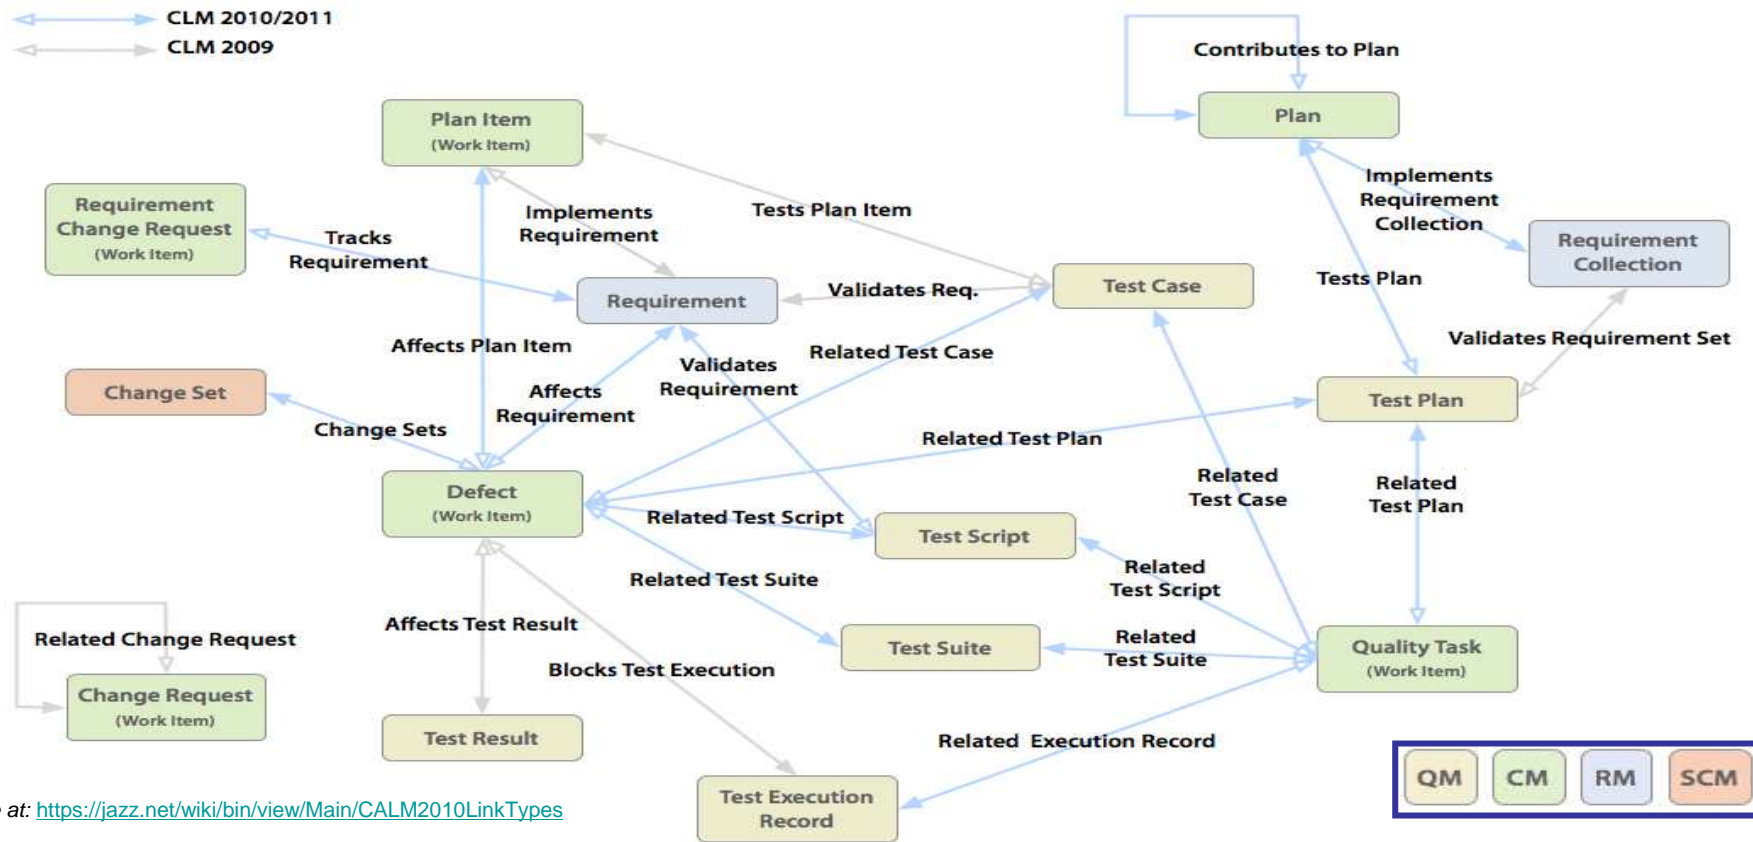 CLM 2010/2011
CLM 2009
Contributes to Plan
Plan
Plan Item
(Work Item)
Requirement
Change Request
(Work Item)
Tracks
Requirement
Implements
Requirement
Tests Plan Item
Implements
Requirement
Collection
Requirement
Collection
Requirement
Validates Req.
Test Case
Tests Plan
Affects Plan Item
Related Test Case
Validates
Requirement
Validates Requirement Set
Change Set
Affects
Requirement
Test Plan
Change Sets
Related Test Plan
Defect
(Work Item)
Related
Test Case
Related
Test Plan
Related Test Script
Test Script
Related Test Suite
Related
Test Script
Affects Test Result
Related Change Request
Test Suite
Related
Test Suite
Quality Task
(Work Item)
Blocks Test Execution
Change Request
(Work Item)
Test Result
Related Execution Record
Test Execution
Record
QM
CM
RM
SCM
at: https://jazz.net/wiki/bin/view/Main/CALM2010LinkTypes